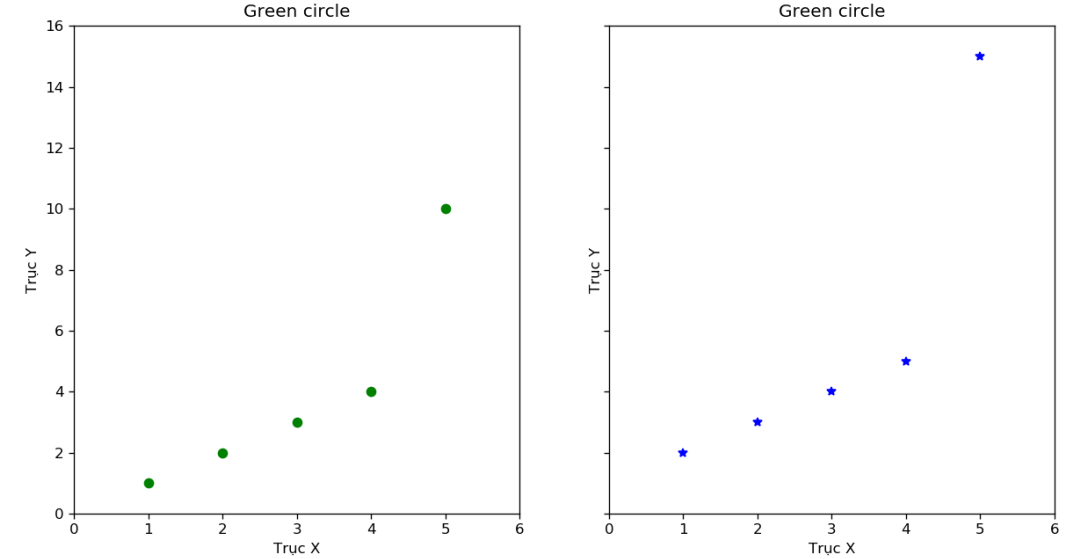 Green circle
16
14
12
10
8
6
4
2
0
Trục Y
0 1 2 3 4 5 6
Trục X
Green circle
Trục Y
0 1 2 3 4 5 6
Trục X